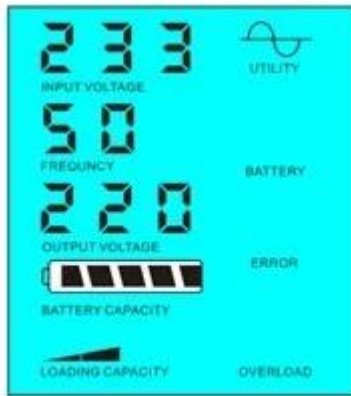 233
INPUT VOLTAGE
UTILITY
50
FREQUNCY
BATTERY
220
OUTPUT VOLTAGE
ERROR
BATTERY CAPACITY
LOADING CAPACITY
OVERLOAD